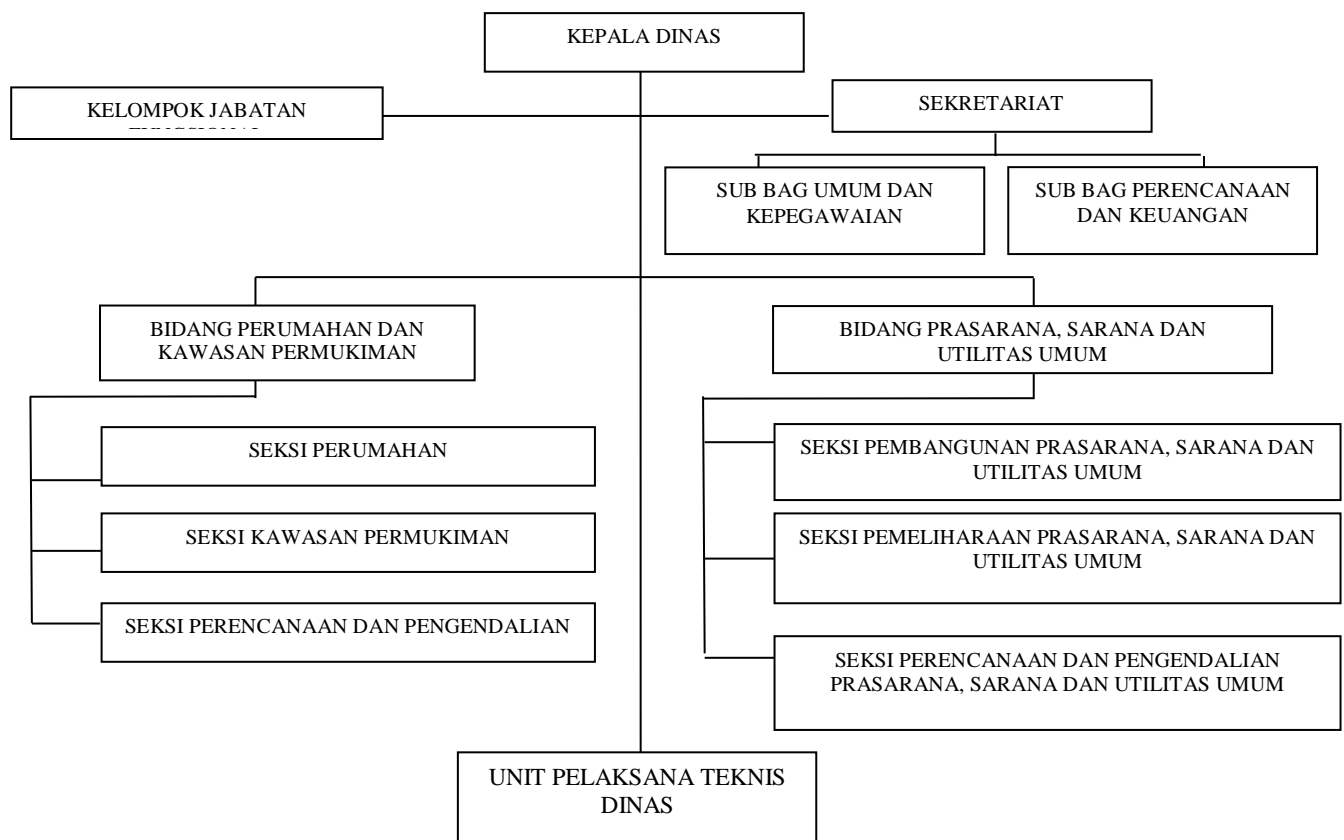 KEPALA DINAS
KELOMPOK JABATAN
SEKRETARIAT
SUB BAG UMUM DAN
KEPEGAWAIAN
SUB BAG PERENCANAAN
DAN KEUANGAN
BIDANG PERUMAHAN DAN
KAWASAN PERMUKIMAN
BIDANG PRASARANA, SARANA DAN
UTILITAS UMUM
SEKSI PERUMAHAN
SEKSI KAWASAN PERMUKIMAN
SEKSI PERENCANAAN DAN PENGENDALIAN
SEKSI PEMBANGUNAN PRASARANA, SARANA DAN
UTILITAS UMUM
SEKSI PEMELIHARAAN PRASARANA, SARANA DAN
UTILITAS UMUM
SEKSI PERENCANAAN DAN PENGENDALIAN
PRASARANA, SARANA DAN UTILITAS UMUM
UNIT PELAKSANA TEKNIS
DINAS